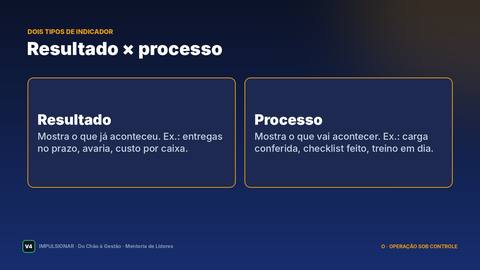 DOIS TIPOS DE INDICADOR
Resultado × processo
Resultado
Mostra o que já aconteceu. Ex.: entregas
no prazo, avaria, custo por caixa.
Processo
Mostra o que vai acontecer. Ex.: carga
conferida, checklist feito, treino em dia.
V4 IMPULSIONAR · Do Chão à Gestão · Mentoria de Líderes
O · OPERAÇÃO SOB CONTROLE